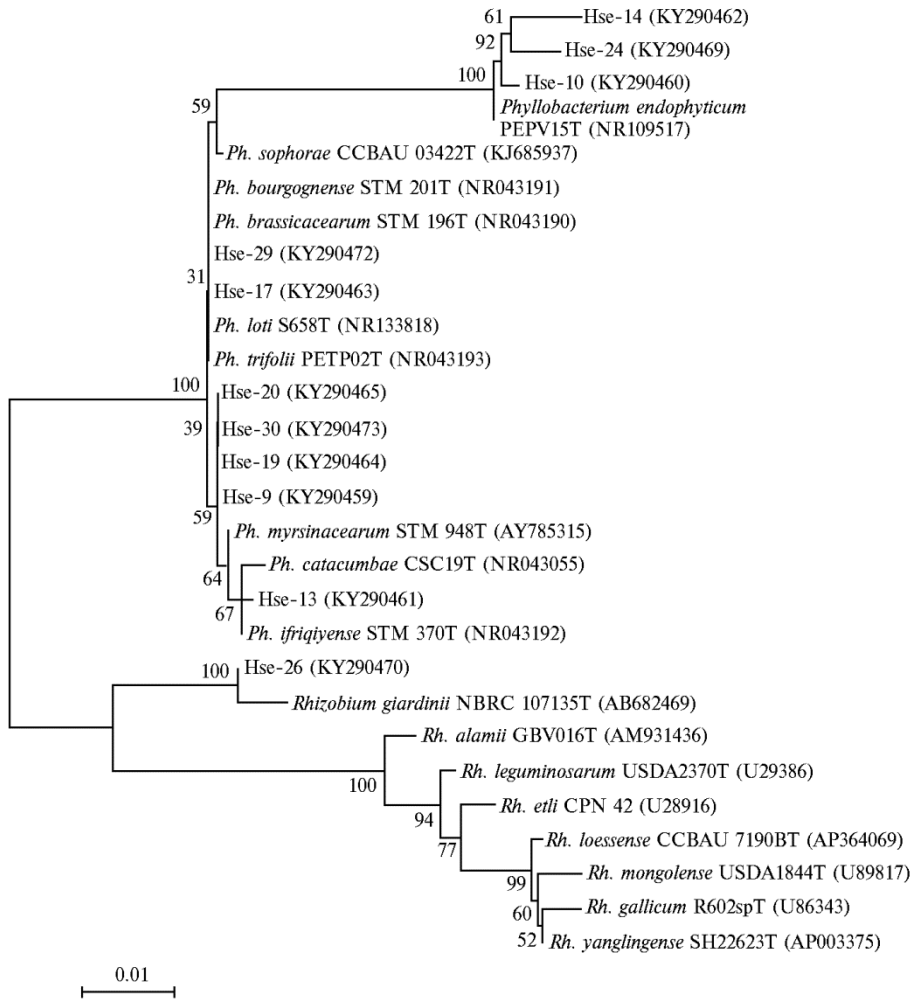 61
Hse-14 (KY290462)
92
Hse-24 (KY290469)
100
Hse-10 (KY290460)
Phyllobacterium endophyticum
PEPV15T (NR109517)
59
Ph. sophorae CCBAU 03422T (KJ685937)
Ph. bourgognense STM 201T (NR043191)
Ph. brassicacearum STM 196T (NR043190)
Hse-29 (KY290472)
31
Hse-17 (KY290463)
Ph. loti S658T (NR133818)
Ph. trifolii PETP02T (NR043193)
100
Hse-20 (KY290465)
39
Hse-30 (KY290473)
Hse-19 (KY290464)
Hse-9 (KY290459)
59
Ph. myrsinacearum STM 948T (AY785315)
Ph. catacumbae CSC19T (NR043055)
64
Hse-13 (KY290461)
67
Ph. ifriqiyense STM 370T (NR043192)
100
Hse-26 (KY290470)
Rhizobium giardinii NBRC 107135T (AB682469)
Rh. alamii GBV016T (AM931436)
100
Rh. leguminosarum USDA2370T (U29386)
Rh. etli CPN 42 (U28916)
94
Rh. loessense CCBAU 7190BT (AP364069)
77
Rh. mongolense USDA1844T (U89817)
99
Rh. gallicum R602spT (U86343)
60
Rh. yanglingense SH22623T (AP003375)
52
0.01